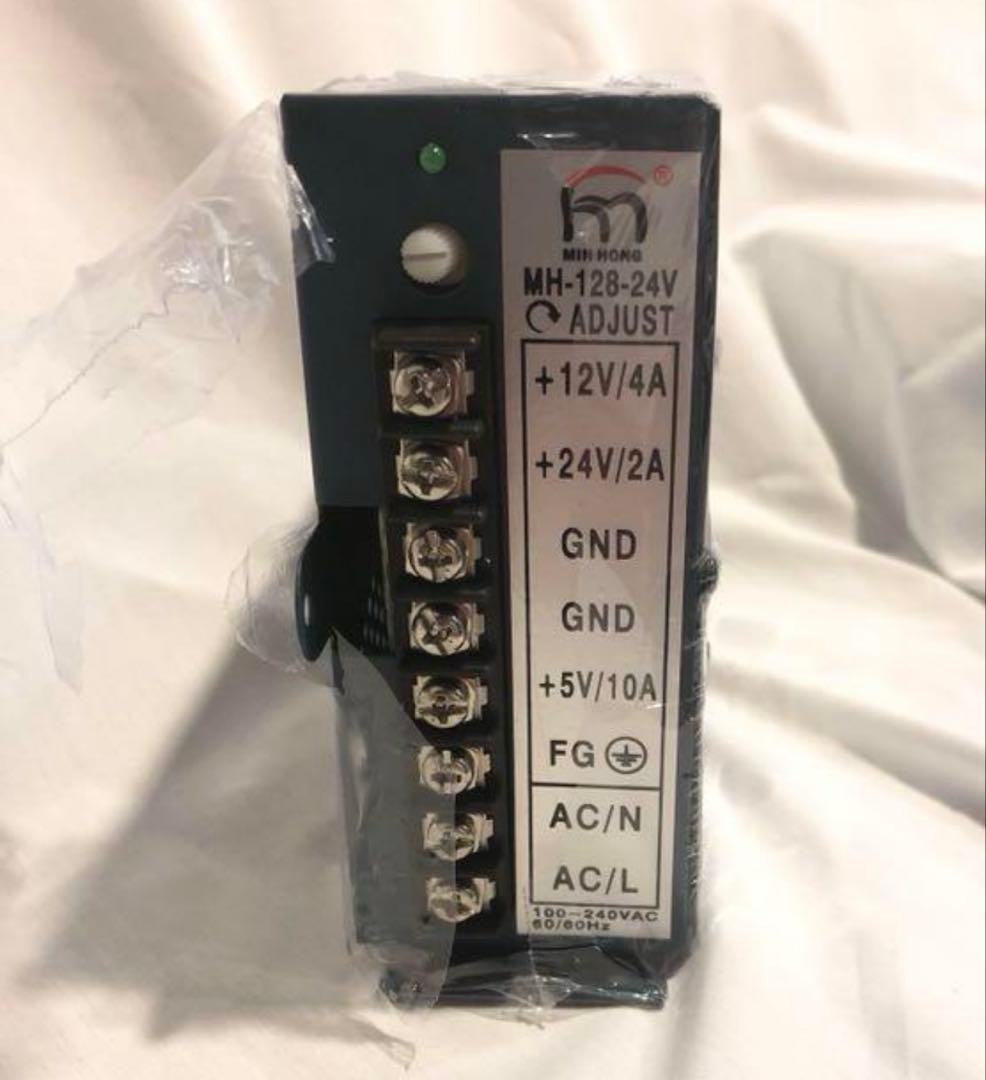 ®
MIN HONG
MH-128-24V
ADJUST
+12V/4A
+24V/2A
GND
GND
+5V/10A
FG
AC/N
AC/L
100-240VAC
60/60Hz